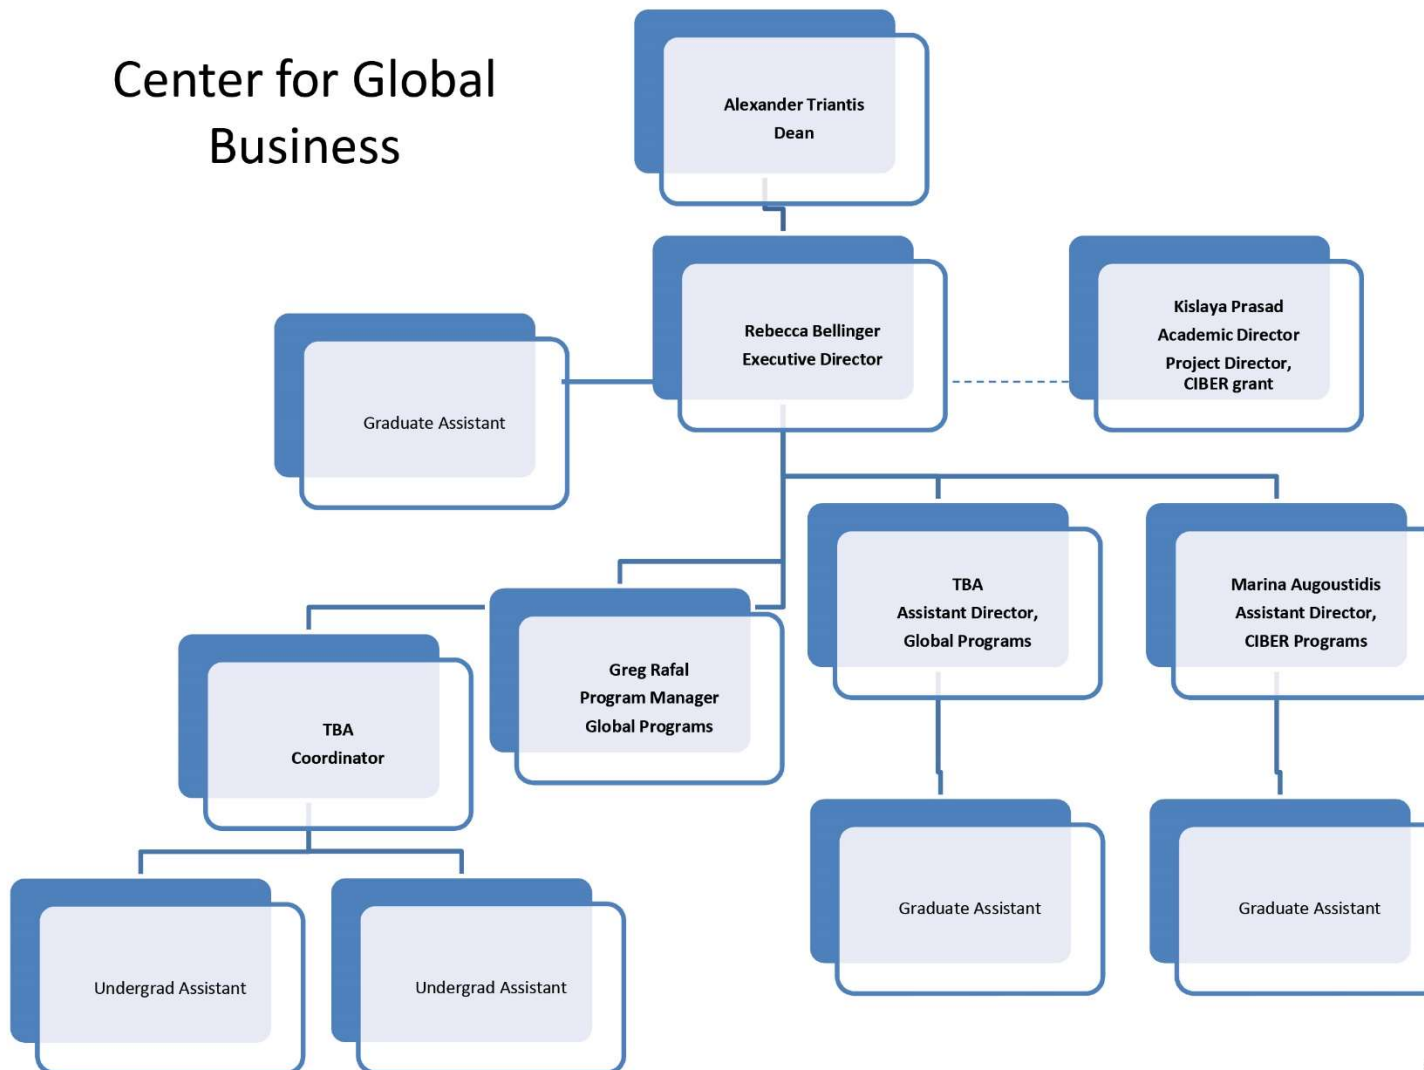 Center for Global
Business
Alexander Triantis
Dean
Rebecca Bellinger
Executive Director
Kislaya Prasad
Academic Director
Project Director,
CIBER grant
Graduate Assistant
TBA
Assistant Director,
Global Programs
Marina Augoustidis
Assistant Director,
CIBER Programs
Greg Rafal
Program Manager
Global Programs
TBA
Coordinator
Graduate Assistant
Graduate Assistant
Undergrad Assistant
Undergrad Assistant